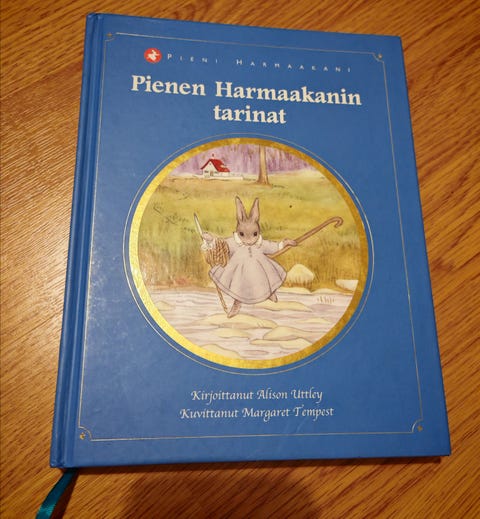 PIENI HARMAAKANI
Pienen Harmaakanin
tarinat
Kirjoittanut Alison Uttley
Kuvittanut Margaret Tempest